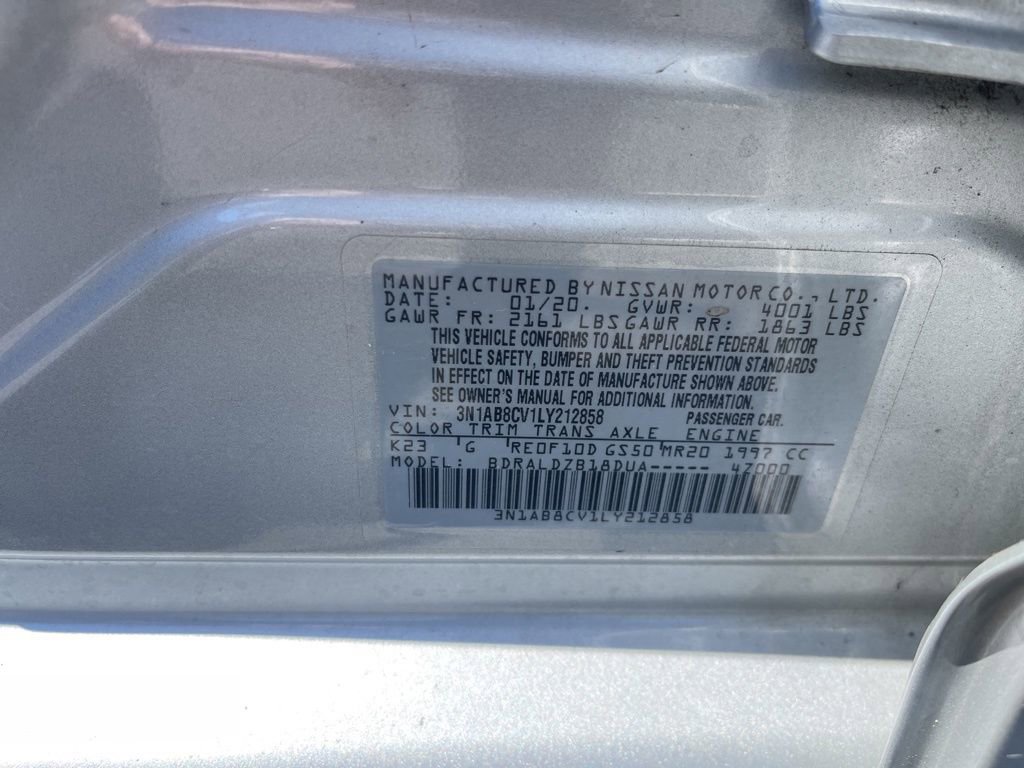 MANUFACTURED BY NISSAN MOTOR CO., LTD.
DATE: 01/20. GVWR: 4001 LBS
GAWR FR: 2161 LBS GAWR RR: 1863 LBS
THIS VEHICLE CONFORMS TO ALL APPLICABLE FEDERAL MOTOR
VEHICLE SAFETY, BUMPER AND THEFT PREVENTION STANDARDS
IN EFFECT ON THE DATE OF MANUFACTURE SHOWN ABOVE.
SEE OWNER'S MANUAL FOR ADDITIONAL INFORMATION.
VIN: 3N1AB8CV1LY212858 PASSENGER CAR.
COLOR TRIM TRANS AXLE ENGINE
K23 G RE0F10D GS50 MR20 1997 CC
MODEL: BDRALDZB18DUA----- 47000
3N1AB8CV1LY212858